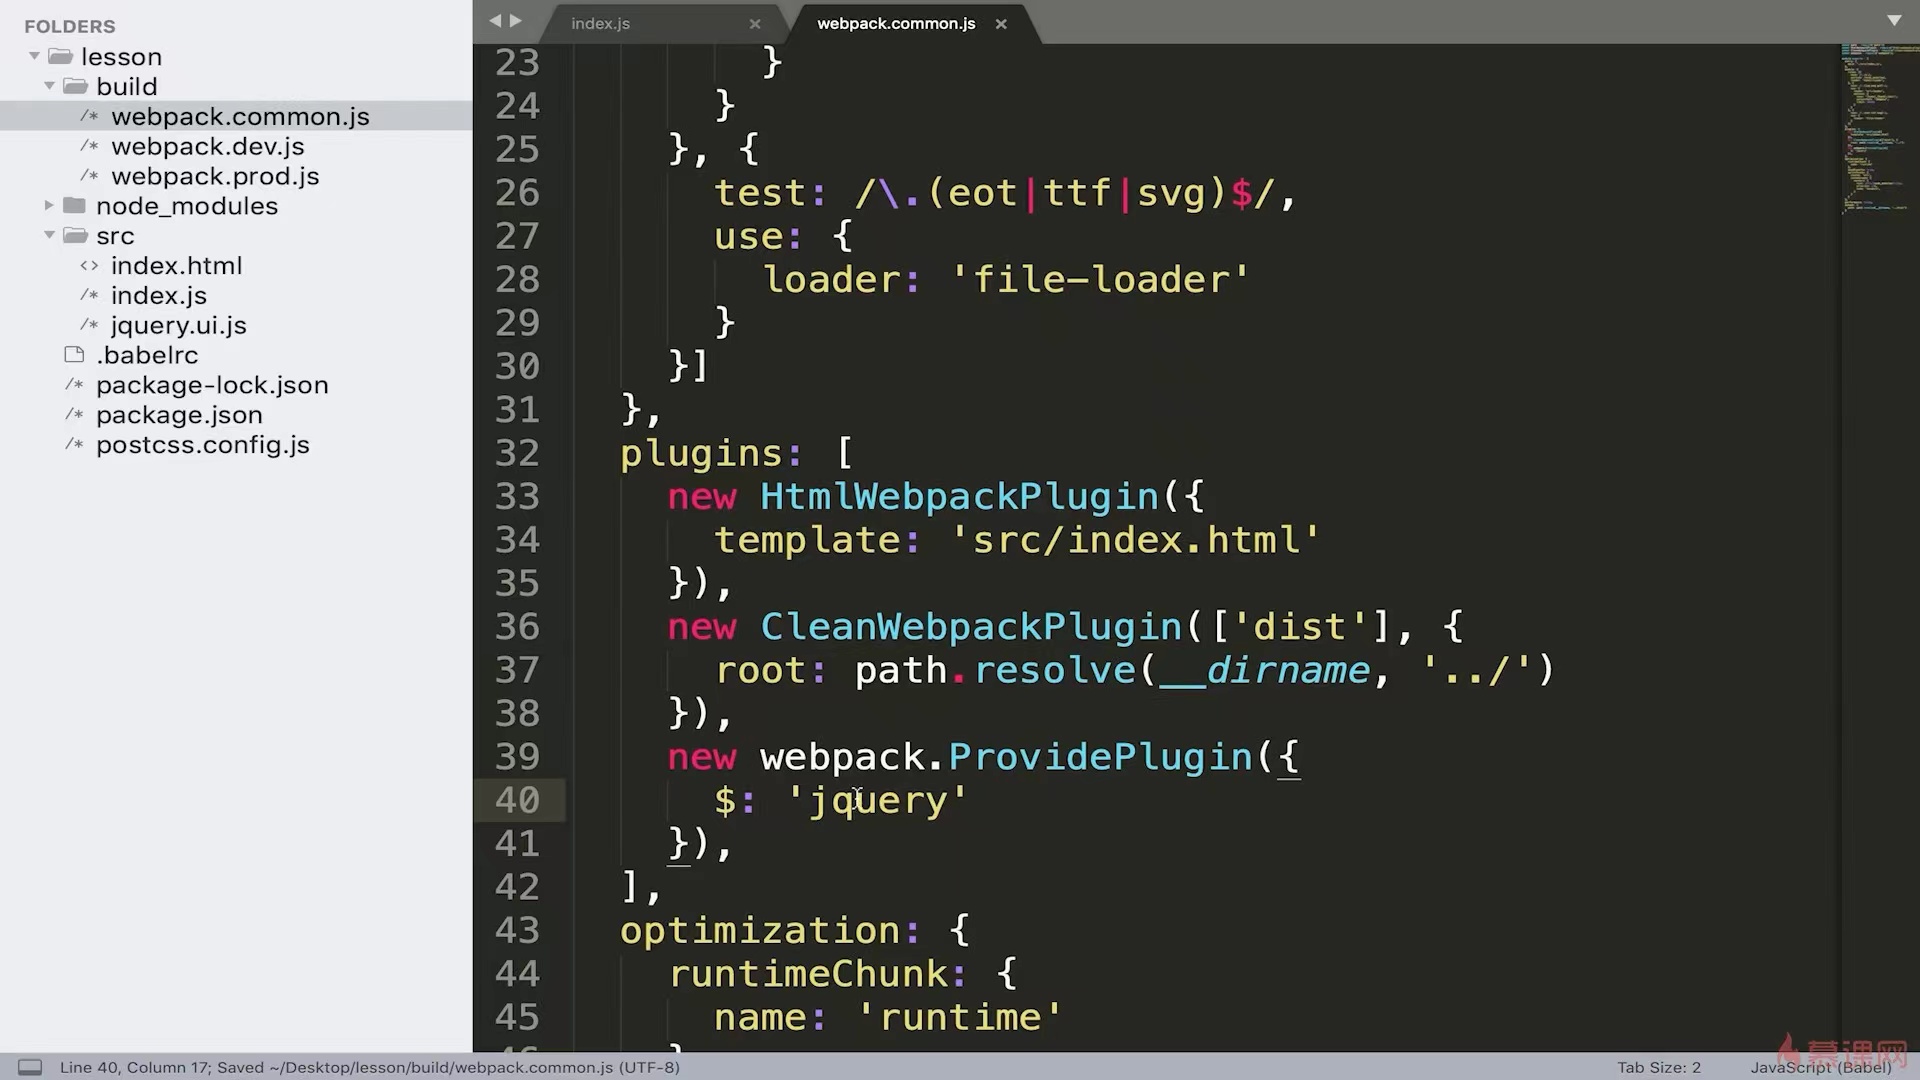 FOLDERS
lesson
build
/* webpack.common.js
/* webpack.dev.js
/* webpack.prod.js
node_modules
src
<> index.html
/* index.js
/* jquery.ui.js
.babelrc
/* package-lock.json
/* package.json
/* postcss.config.js
index.js ×
webpack.common.js ×
23 }
24 }
25 }, {
26 test: /\.(eot|ttf|svg)$/,
27 use: {
28 loader: 'file-loader'
29 }
30 }]
31 },
32 plugins: [
33 new HtmlWebpackPlugin({
34 template: 'src/index.html'
35 }),
36 new CleanWebpackPlugin(['dist'], {
37 root: path.resolve(__dirname, '../')
38 }),
39 new webpack.ProvidePlugin({
40 $: 'jquery'
41 }),
42 ],
43 optimization: {
44 runtimeChunk: {
45 name: 'runtime'
Line 40, Column 17; Saved ~/Desktop/lesson/build/webpack.common.js (UTF-8)
Tab Size: 2
JavaScript (Babel)
慕课网